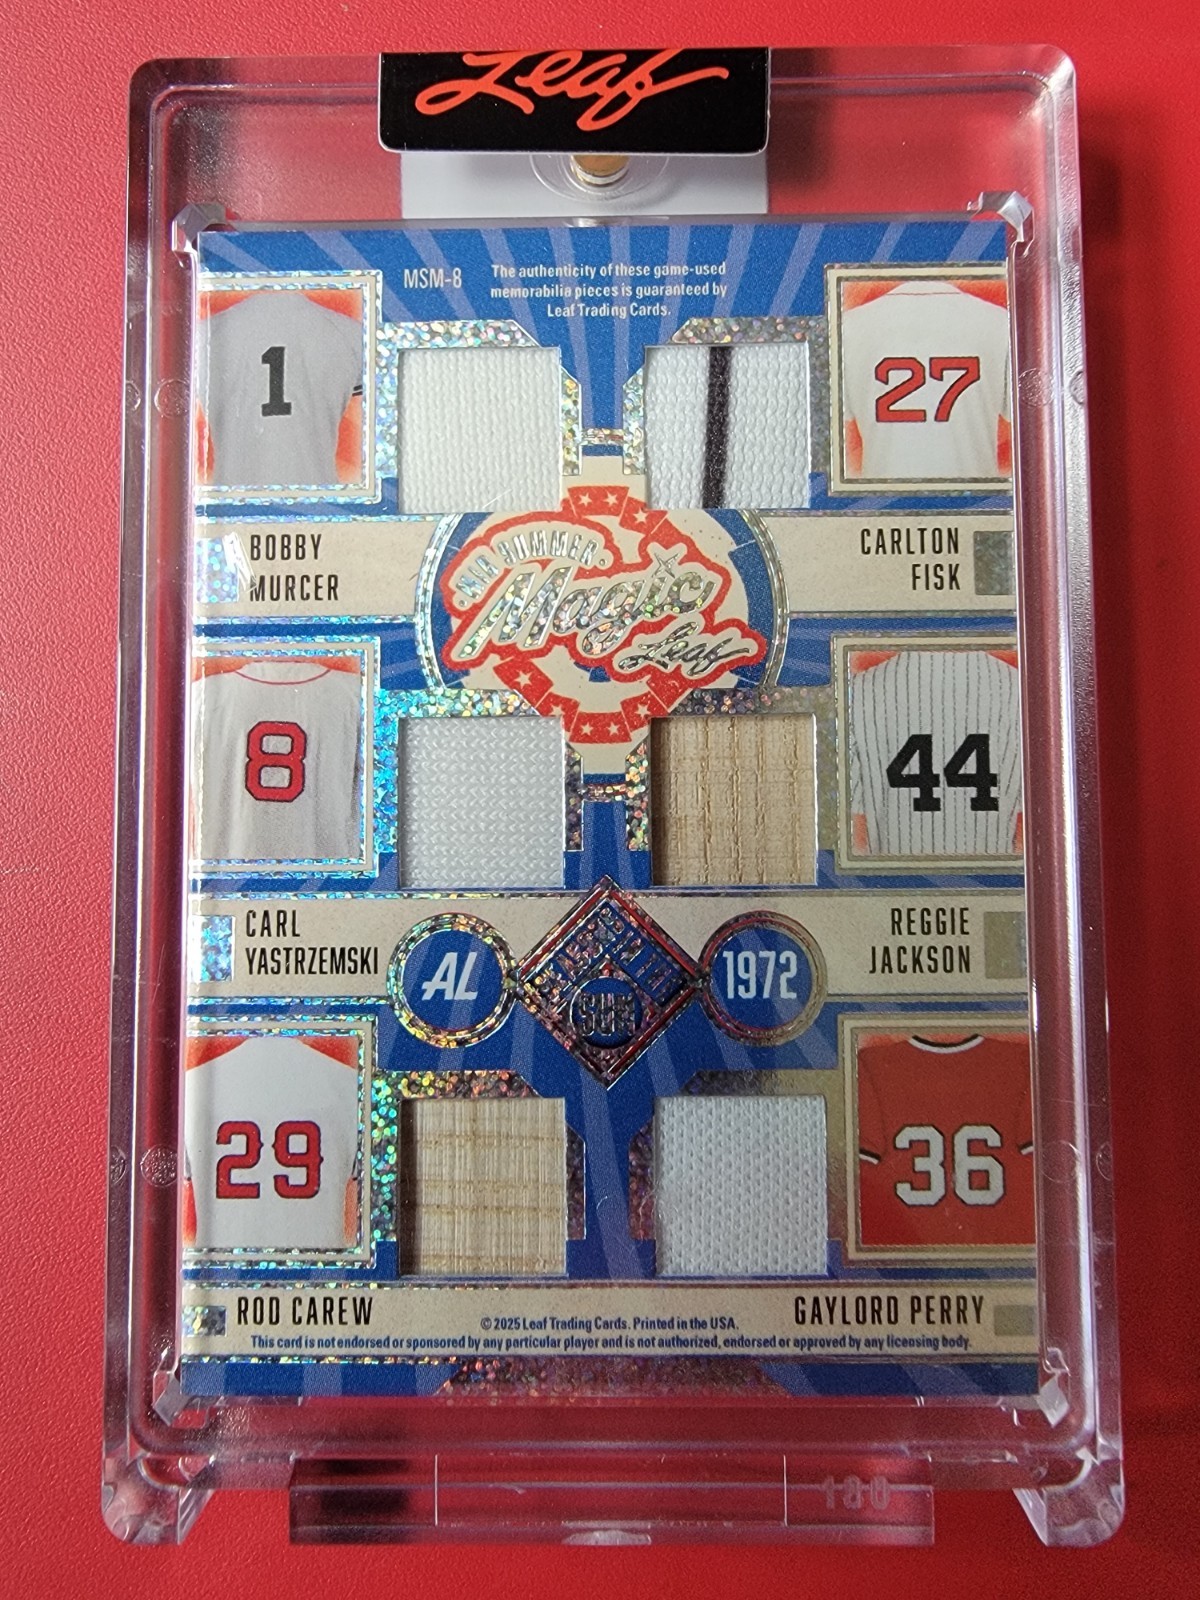 Leaf
MSM-8
The authenticity of these game-used
memorabilia pieces is guaranteed by
Leaf Trading Cards.
1
27
BOBBY
MURCER
CARLTON
FISK
MID SUMMER
Magic
Leaf
8
44
CARL
YASTRZEMSKI
REGGIE
JACKSON
AL
1972
29
36
ROD CAREW
GAYLORD PERRY
© 2025 Leaf Trading Cards. Printed in the USA.
This card is not endorsed or sponsored by any particular player and is not authorized, endorsed or approved by any licensing body.
180